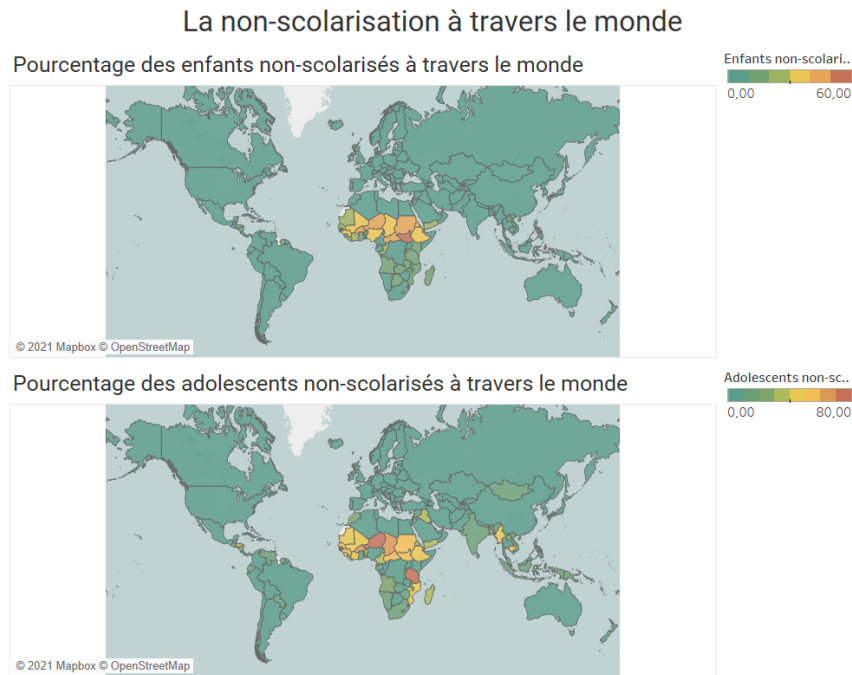 La non-scolarisation à travers le monde
Pourcentage des enfants non-scolarisés à travers le monde
Enfants non-scolari..
0,00 60,00
© 2021 Mapbox © OpenStreetMap
Pourcentage des adolescents non-scolarisés à travers le monde
Adolescents non-sc..
0,00 80,00
© 2021 Mapbox © OpenStreetMap